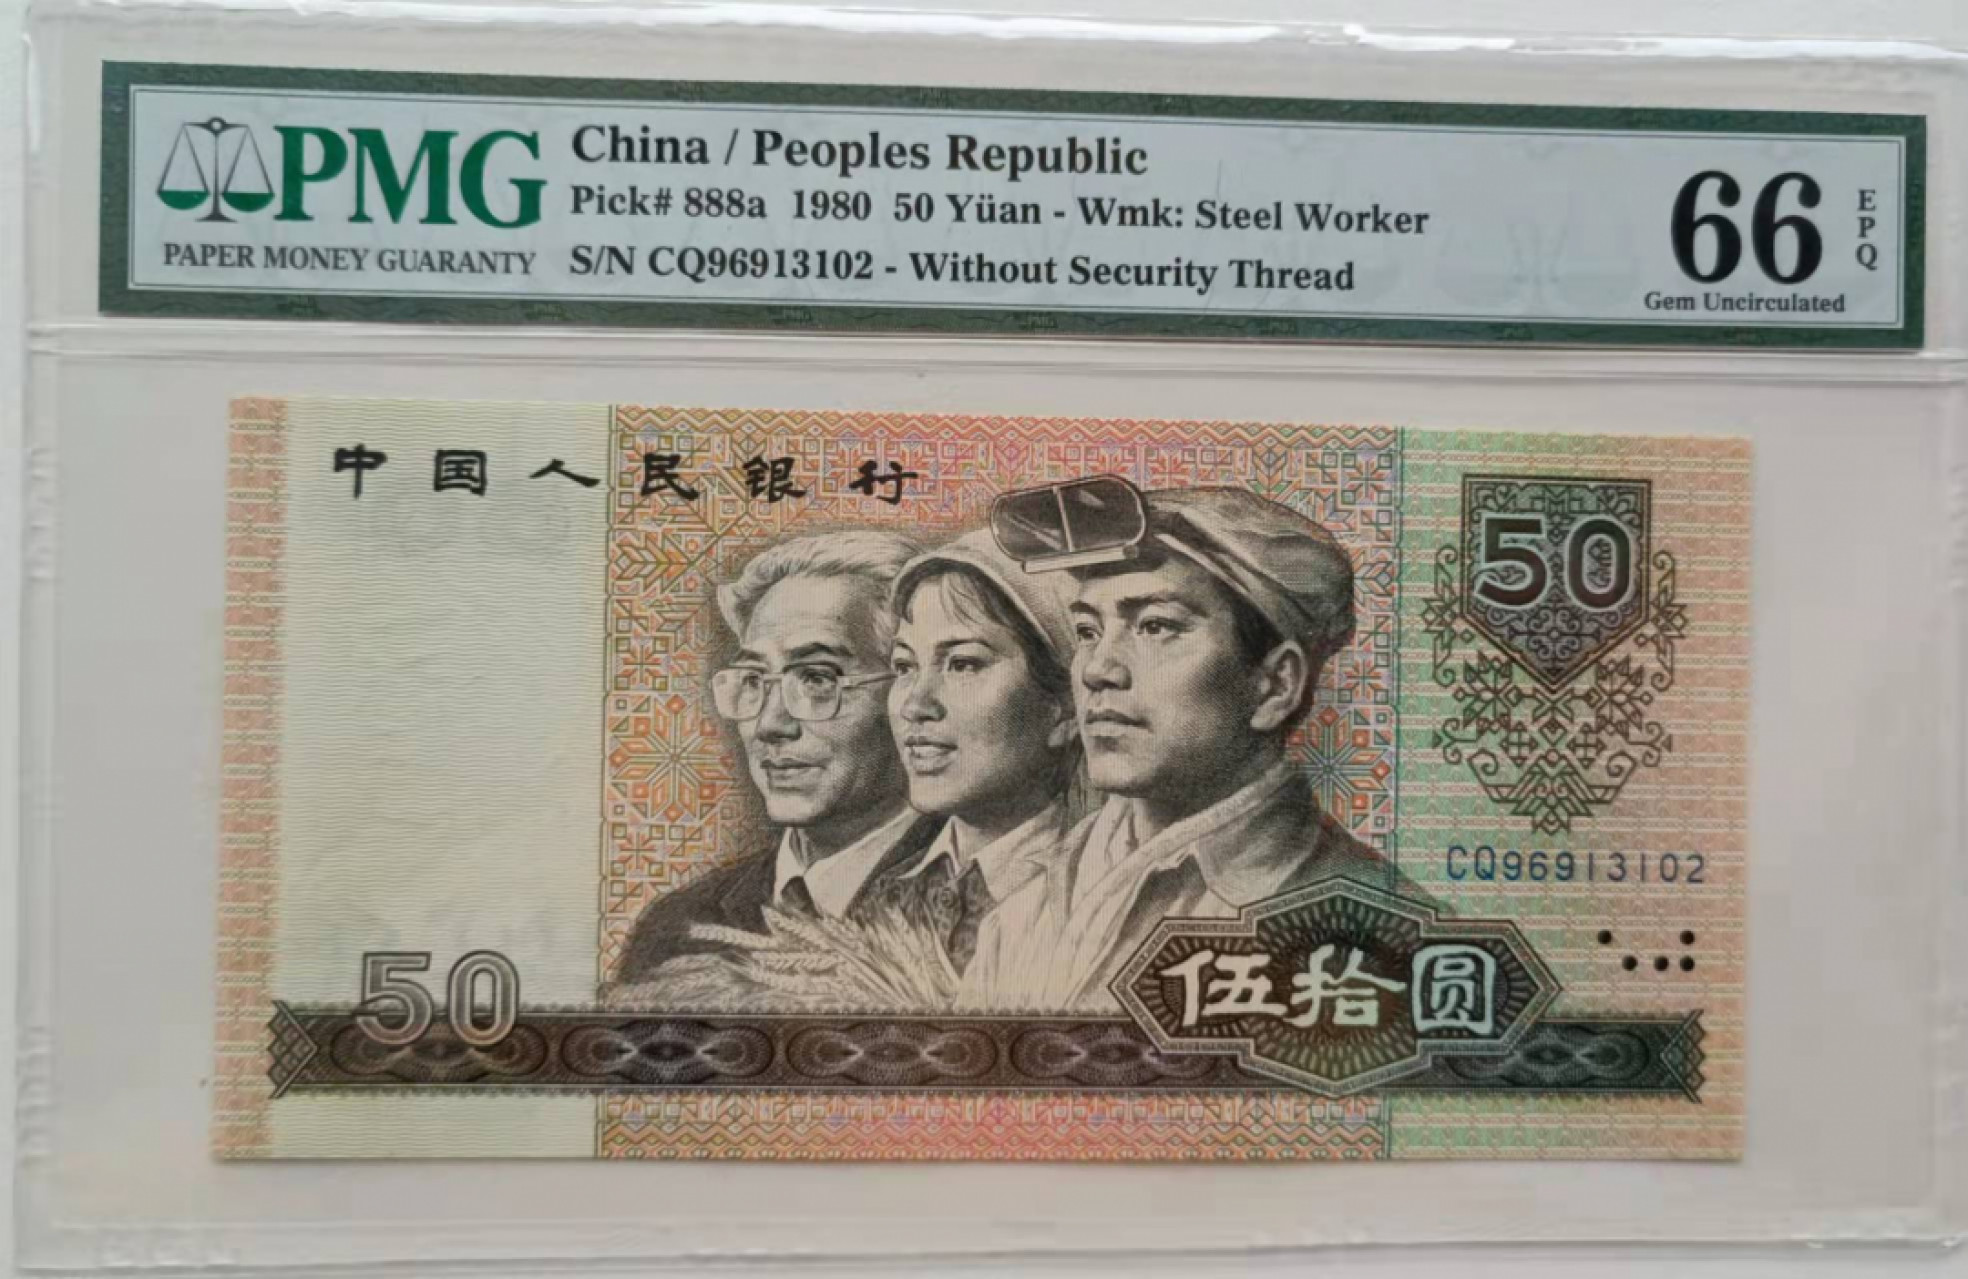 PMG
PAPER MONEY GUARANTY
China / Peoples Republic
Pick# 888a 1980 50 Yüan - Wmk: Steel Worker
S/N CQ96913102 - Without Security Thread
66
EPQ
Gem Uncirculated
中国人民银行
50
CQ96913102
50
伍拾圆